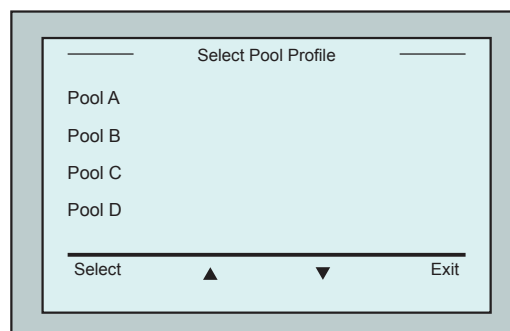 Select Pool Profile
Pool A
Pool B
Pool C
Pool D
Select ▲ ▼ Exit